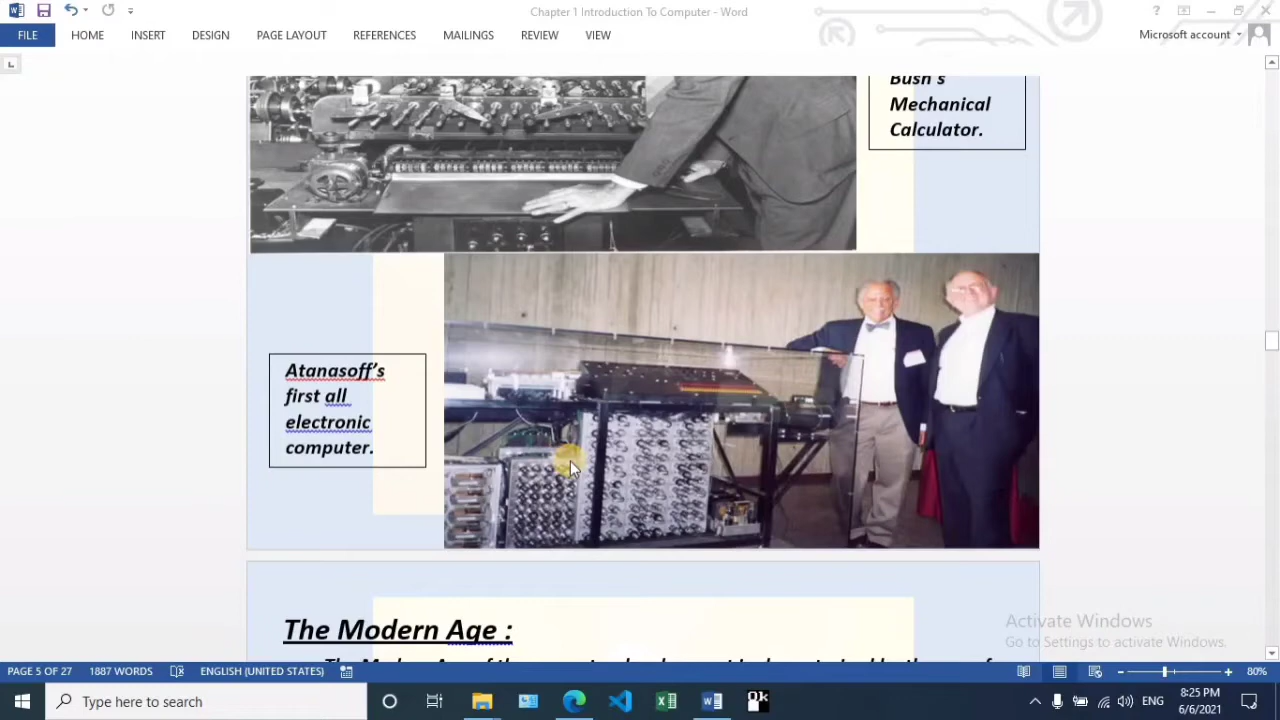 Chapter 1 Introduction To Computer - Word
FILE HOME INSERT DESIGN PAGE LAYOUT REFERENCES MAILINGS REVIEW VIEW Microsoft account
Bush's
Mechanical
Calculator.
Atanasoff's
first all
electronic
computer.
The Modern Age :
Activate Windows
Go to Settings to activate Windows.
PAGE 5 OF 27 1887 WORDS ENGLISH (UNITED STATES) 80%
Type here to search
Ok
ENG
8:25 PM
6/6/2021